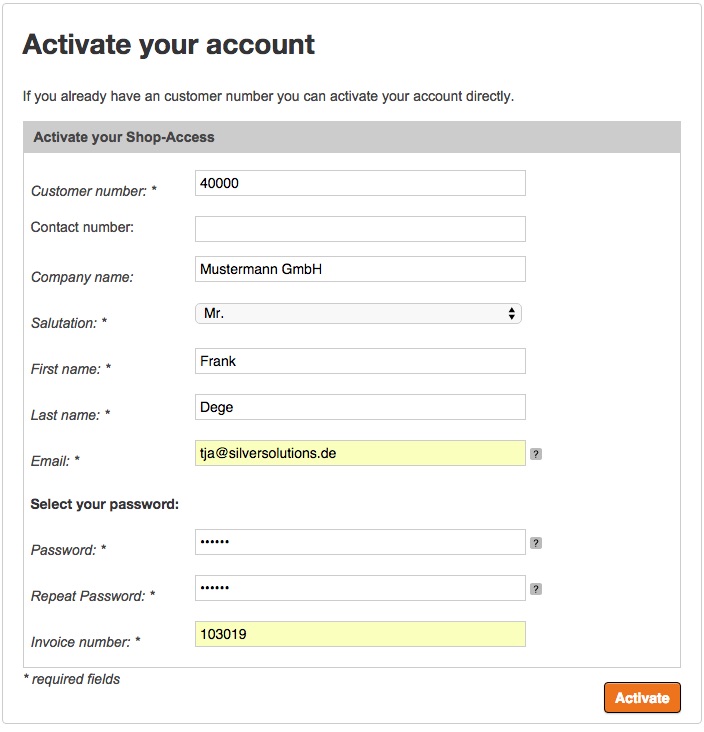 Activate your account
If you already have an customer number you can activate your account directly.
Activate your Shop-Access
Customer number: * 40000
Contact number:
Company name: Mustermann GmbH
Salutation: * Mr.
First name: * Frank
Last name: * Dege
Email: * tja@silversolutions.de ?
Select your password:
Password: * •••••• ?
Repeat Password: * •••••• ?
Invoice number: * 103019
* required fields
Activate